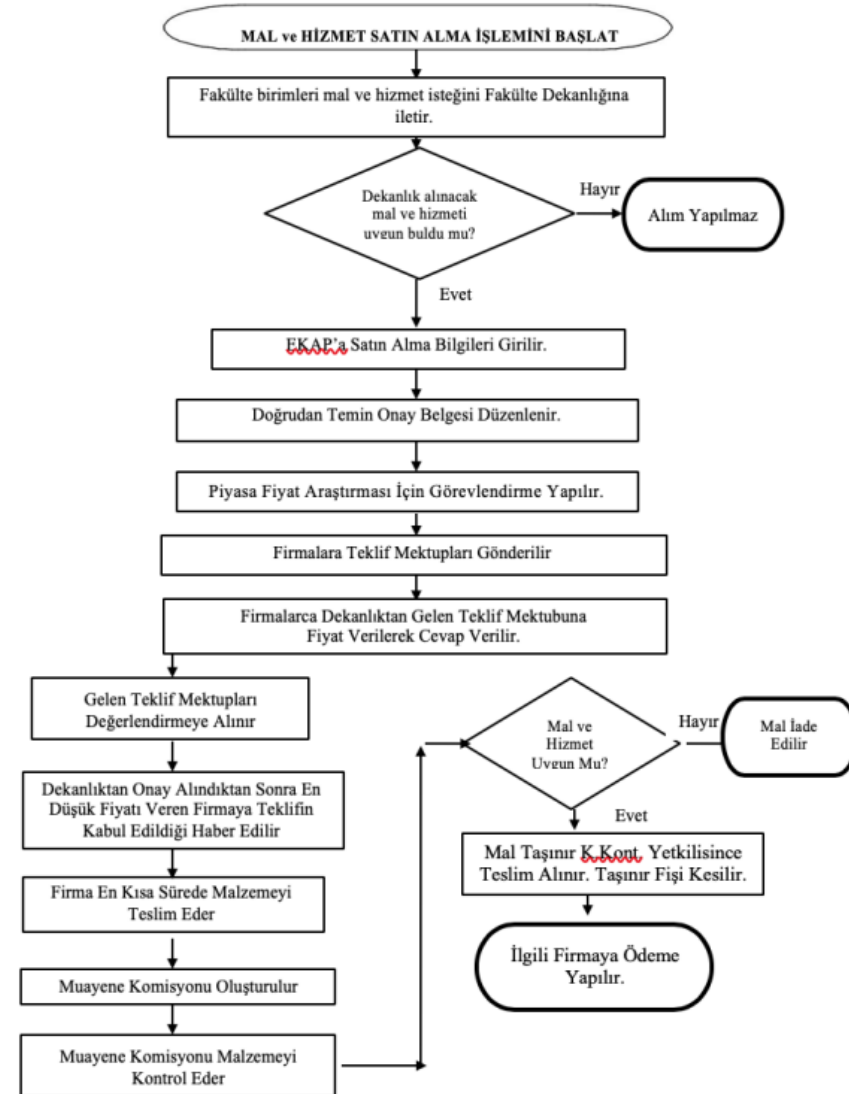 MAL ve HİZMET SATIN ALMA İŞLEMİNİ BAŞLAT
Fakülte birimleri mal ve hizmet isteğini Fakülte Dekanlığına
iletir.
Dekanlık alınacak
mal ve hizmeti
uygun buldu mu?
Hayır
Alım Yapılmaz
Evet
EKAP’a Satın Alma Bilgileri Girilir.
Doğrudan Temin Onay Belgesi Düzenlenir.
Piyasa Fiyat Araştırması İçin Görevlendirme Yapılır.
Firmalara Teklif Mektupları Gönderilir
Firmalarca Dekanlıktan Gelen Teklif Mektubuna
Fiyat Verilerek Cevap Verilir.
Gelen Teklif Mektupları
Değerlendirmeye Alınır
Dekanlıktan Onay Alındıktan Sonra En
Düşük Fiyatı Veren Firmaya Teklifin
Kabul Edildiği Haber Edilir
Firma En Kısa Sürede Malzemeyi
Teslim Eder
Muayene Komisyonu Oluşturulur
Muayene Komisyonu Malzemeyi
Kontrol Eder
Mal ve
Hizmet
Uygun Mu?
Hayır
Mal İade
Edilir
Evet
Mal Taşınır K.Kont. Yetkilisince
Teslim Alınır. Taşınır Fişi Kesilir.
İlgili Firmaya Ödeme
Yapılır.